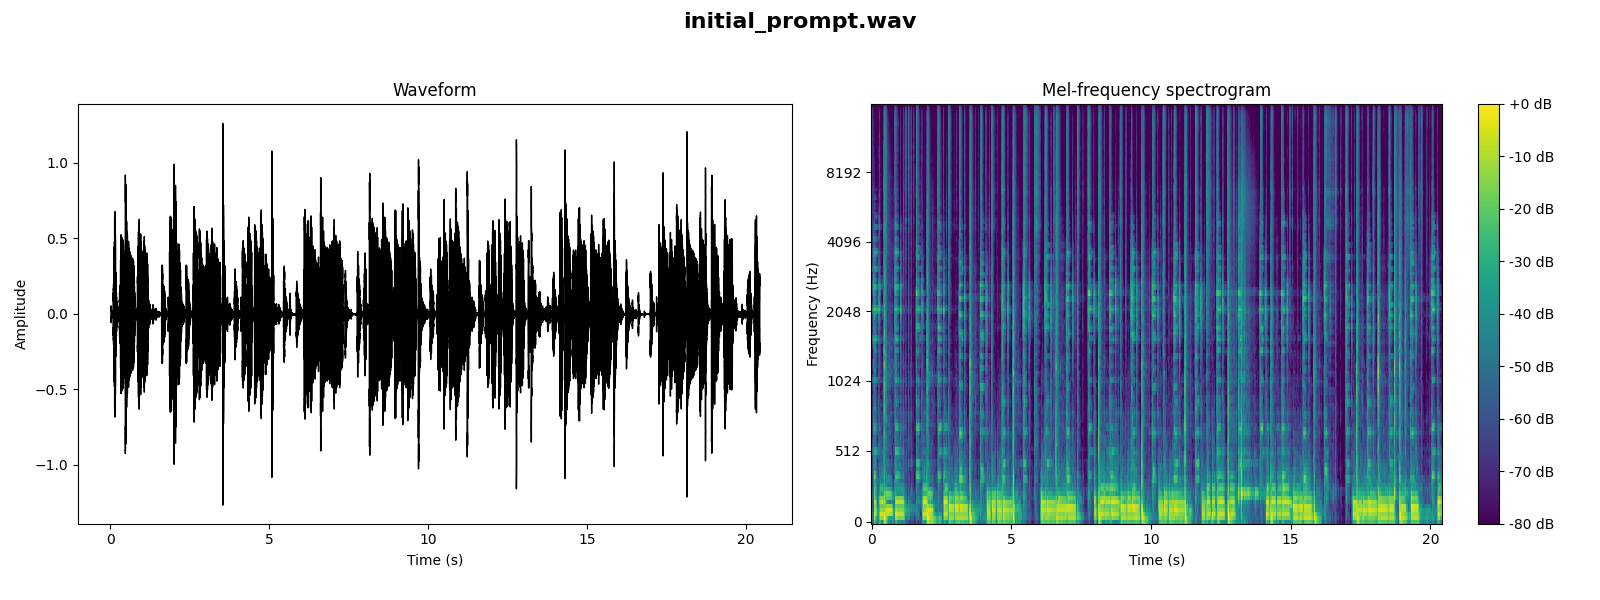 initial_prompt.wav
Waveform
Amplitude
1.0
0.5
0.0
−0.5
−1.0
0
5
10
15
20
Time (s)
Mel-frequency spectrogram
Frequency (Hz)
8192
4096
2048
1024
512
0
0
5
10
15
20
Time (s)
+0 dB
-10 dB
-20 dB
-30 dB
-40 dB
-50 dB
-60 dB
-70 dB
-80 dB